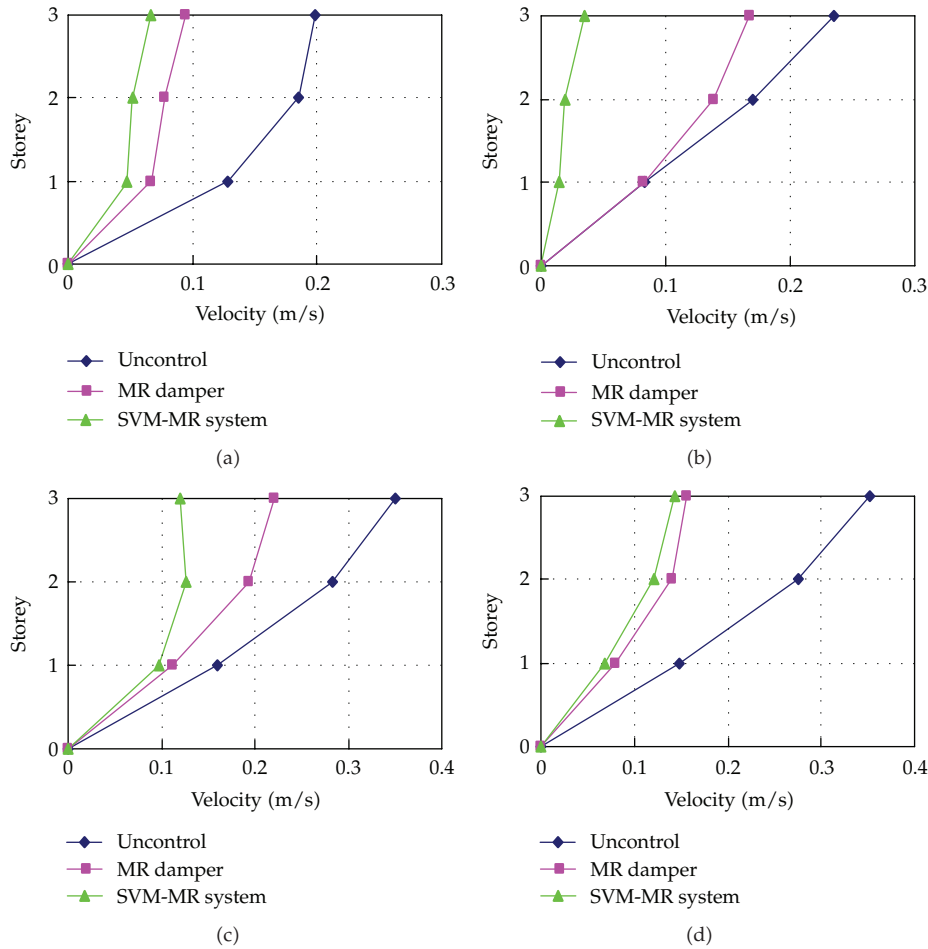 3
2
1
0
Storey
0 0.1 0.2 0.3
Velocity (m/s)
Uncontrol
MR damper
SVM-MR system
(a)
3
2
1
0
Storey
0 0.1 0.2 0.3
Velocity (m/s)
Uncontrol
MR damper
SVM-MR system
(b)
3
2
1
0
Storey
0 0.1 0.2 0.3 0.4
Velocity (m/s)
Uncontrol
MR damper
SVM-MR system
(c)
3
2
1
0
Storey
0 0.1 0.2 0.3 0.4
Velocity (m/s)
Uncontrol
MR damper
SVM-MR system
(d)